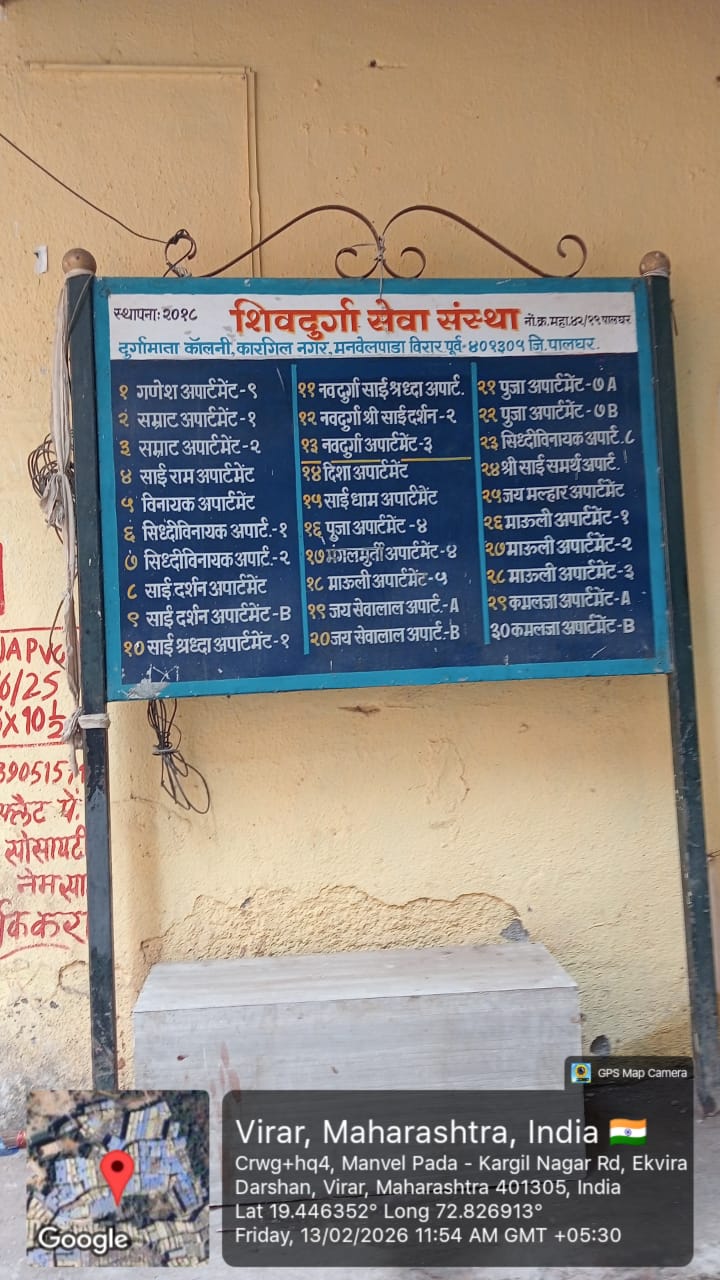 स्थापना: २०१८
शिवदुर्गा सेवा संस्था
नों.क्र.महा.४२/१९ पालघर
दुर्गामाता कॉलनी, कारगिल नगर, मनवेलपाडा विरार पूर्व-४०१३०५ जि. पालघर.
१ गणेश अपार्टमेंट-९
२ सम्राट अपार्टमेंट-१
३ सम्राट अपार्टमेंट-२
४ साई राम अपार्टमेंट
५ विनायक अपार्टमेंट
६ सिध्दीविनायक अपार्ट.-१
७ सिध्दीविनायक अपार्ट.-२
८ साई दर्शन अपार्टमेंट
९ साई दर्शन अपार्टमेंट-B
१० साई श्रध्दा अपार्टमेंट-१
११ नवदुर्गा साई श्रध्दा अपार्ट.
१२ नवदुर्गा श्री साई दर्शन-२
१३ नवदुर्गा अपार्टमेंट-३
१४ दिशा अपार्टमेंट
१५ साई धाम अपार्टमेंट
१६ पूजा अपार्टमेंट-४
१७ मंगलमुर्ती अपार्टमेंट-४
१८ माऊली अपार्टमेंट-५
१९ जय सेवालाल अपार्ट.-A
२० जय सेवालाल अपार्ट.-B
२१ पुजा अपार्टमेंट-७A
२२ पुजा अपार्टमेंट-७B
२३ सिध्दीविनायक अपार्ट.८
२४ श्री साई समर्थ अपार्ट.
२५ जय मल्हार अपार्टमेंट
२६ माऊली अपार्टमेंट-१
२७ माऊली अपार्टमेंट-२
२८ माऊली अपार्टमेंट-३
२९ कमलजा अपार्टमेंट-A
३० कमलजा अपार्टमेंट-B
6/25
X 10½
390515
फ्लैट में
सोसायटी
GPS Map Camera
Virar, Maharashtra, India
Crwg+hq4, Manvel Pada - Kargil Nagar Rd, Ekvira
Darshan, Virar, Maharashtra 401305, India
Lat 19.446352° Long 72.826913°
Friday, 13/02/2026 11:54 AM GMT +05:30
Google